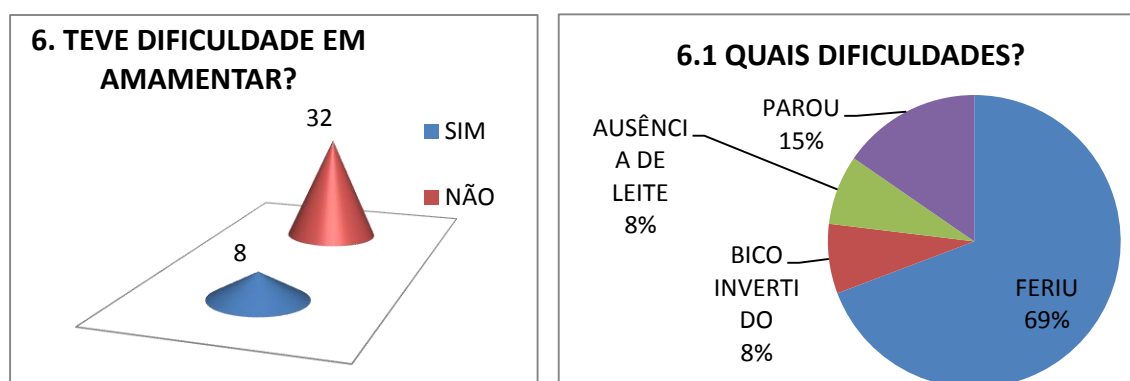 6. TEVE DIFICULDADE EM
AMAMENTAR?
32
8
SIM
NÃO
6.1 QUAIS DIFICULDADES?
PAROU
15%
AUSÊNCI
A DE
LEITE
8%
BICO
INVERTI
DO
8%
FERIU
69%